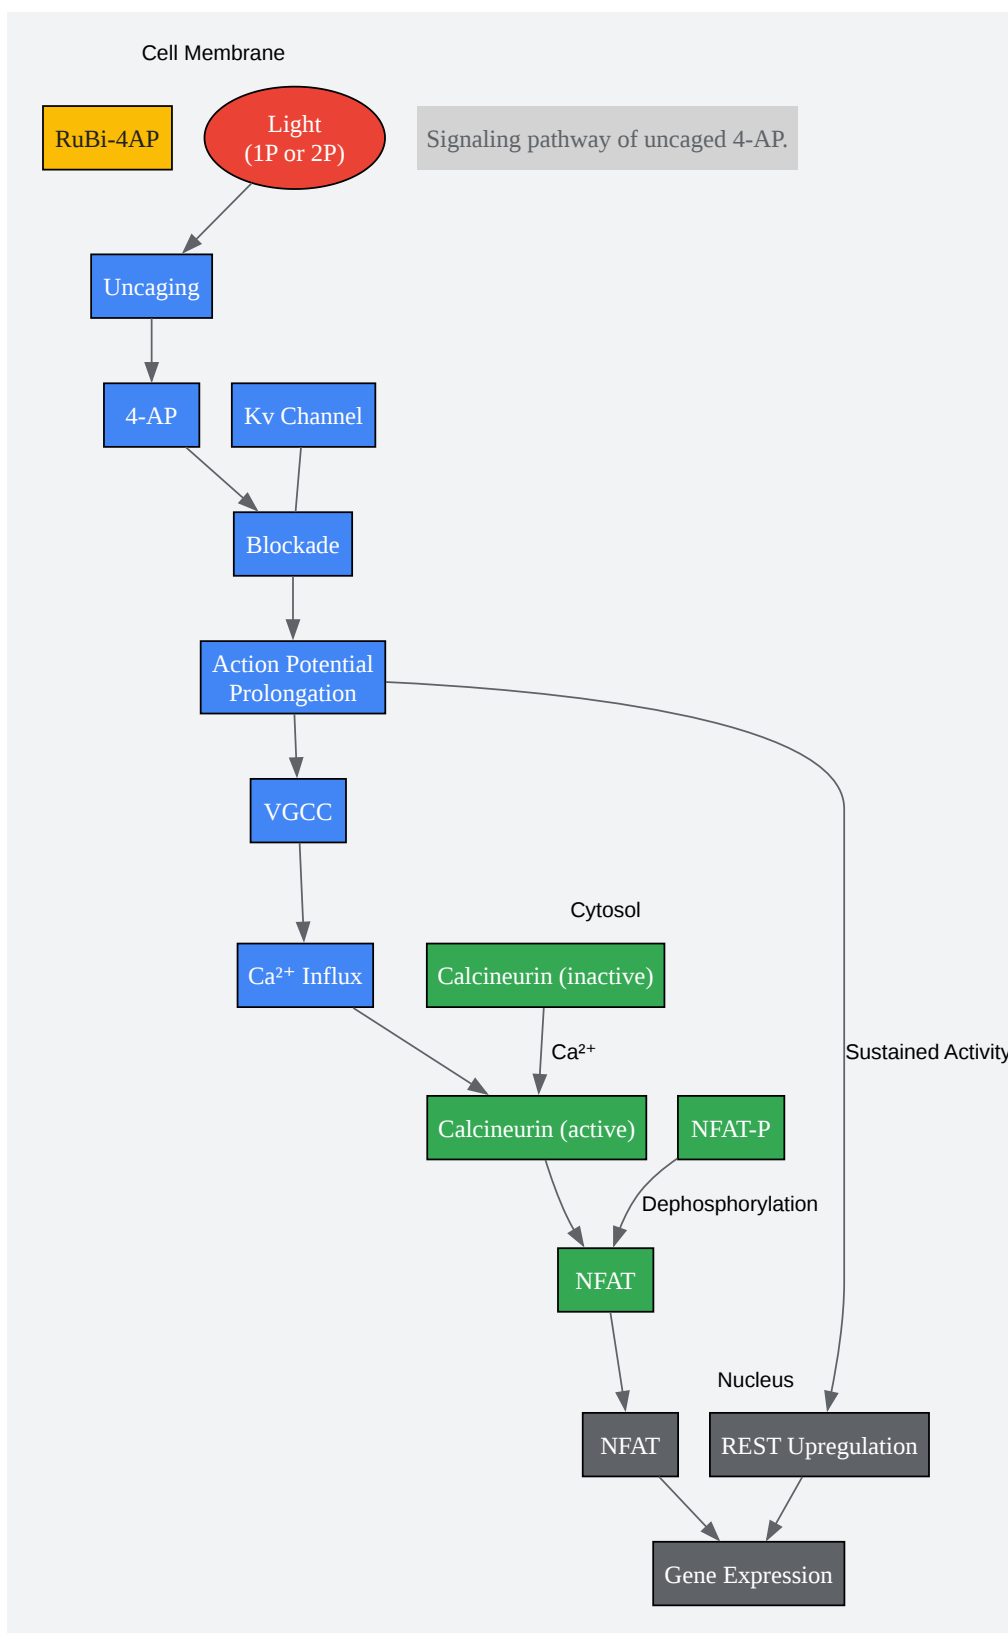 Cell Membrane
RuBi-4AP
Light
(1P or 2P)
Signaling pathway of uncaged 4-AP.
Uncaging
4-AP
Kv Channel
Blockade
Action Potential
Prolongation
VGCC
Cytosol
Ca²⁺ Influx
Calcineurin (inactive)
Ca²⁺
Sustained Activity
Calcineurin (active)
NFAT-P
Dephosphorylation
NFAT
Nucleus
NFAT
REST Upregulation
Gene Expression